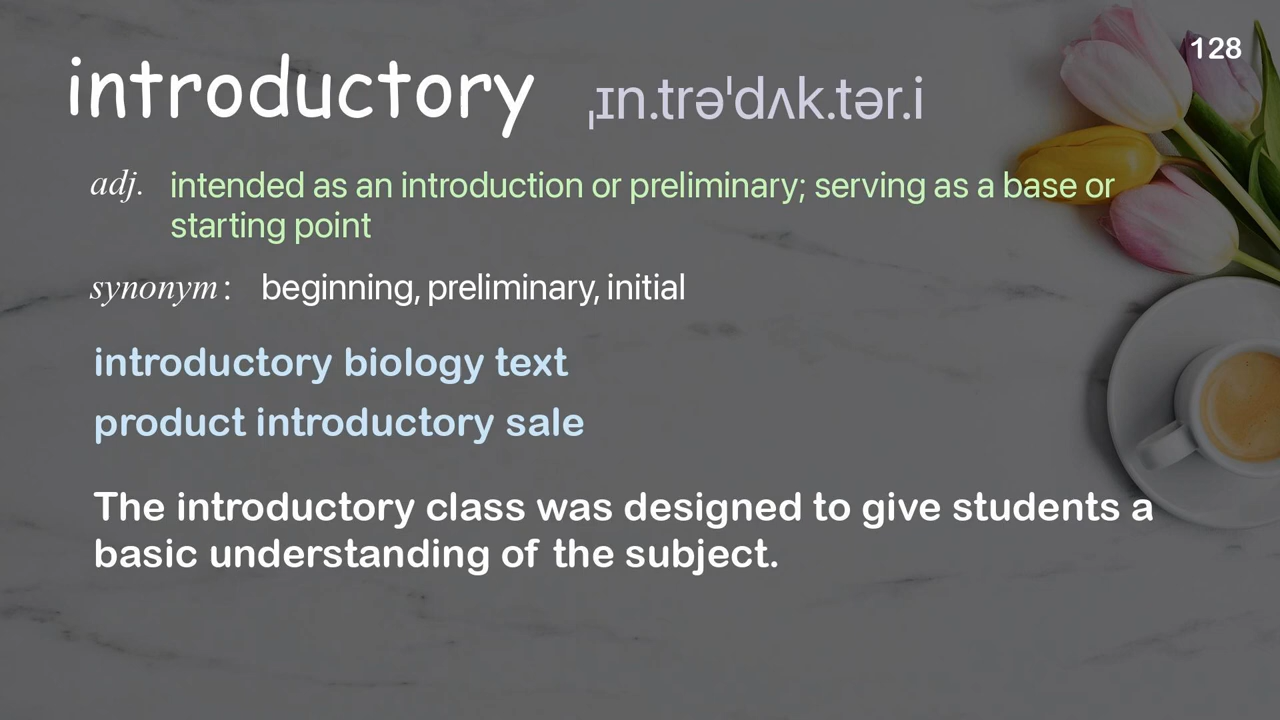 128
introductory ˌɪn.trəˈdʌk.tər.i
adj. intended as an introduction or preliminary; serving as a base or
starting point
synonym: beginning, preliminary, initial
introductory biology text
product introductory sale
The introductory class was designed to give students a
basic understanding of the subject.